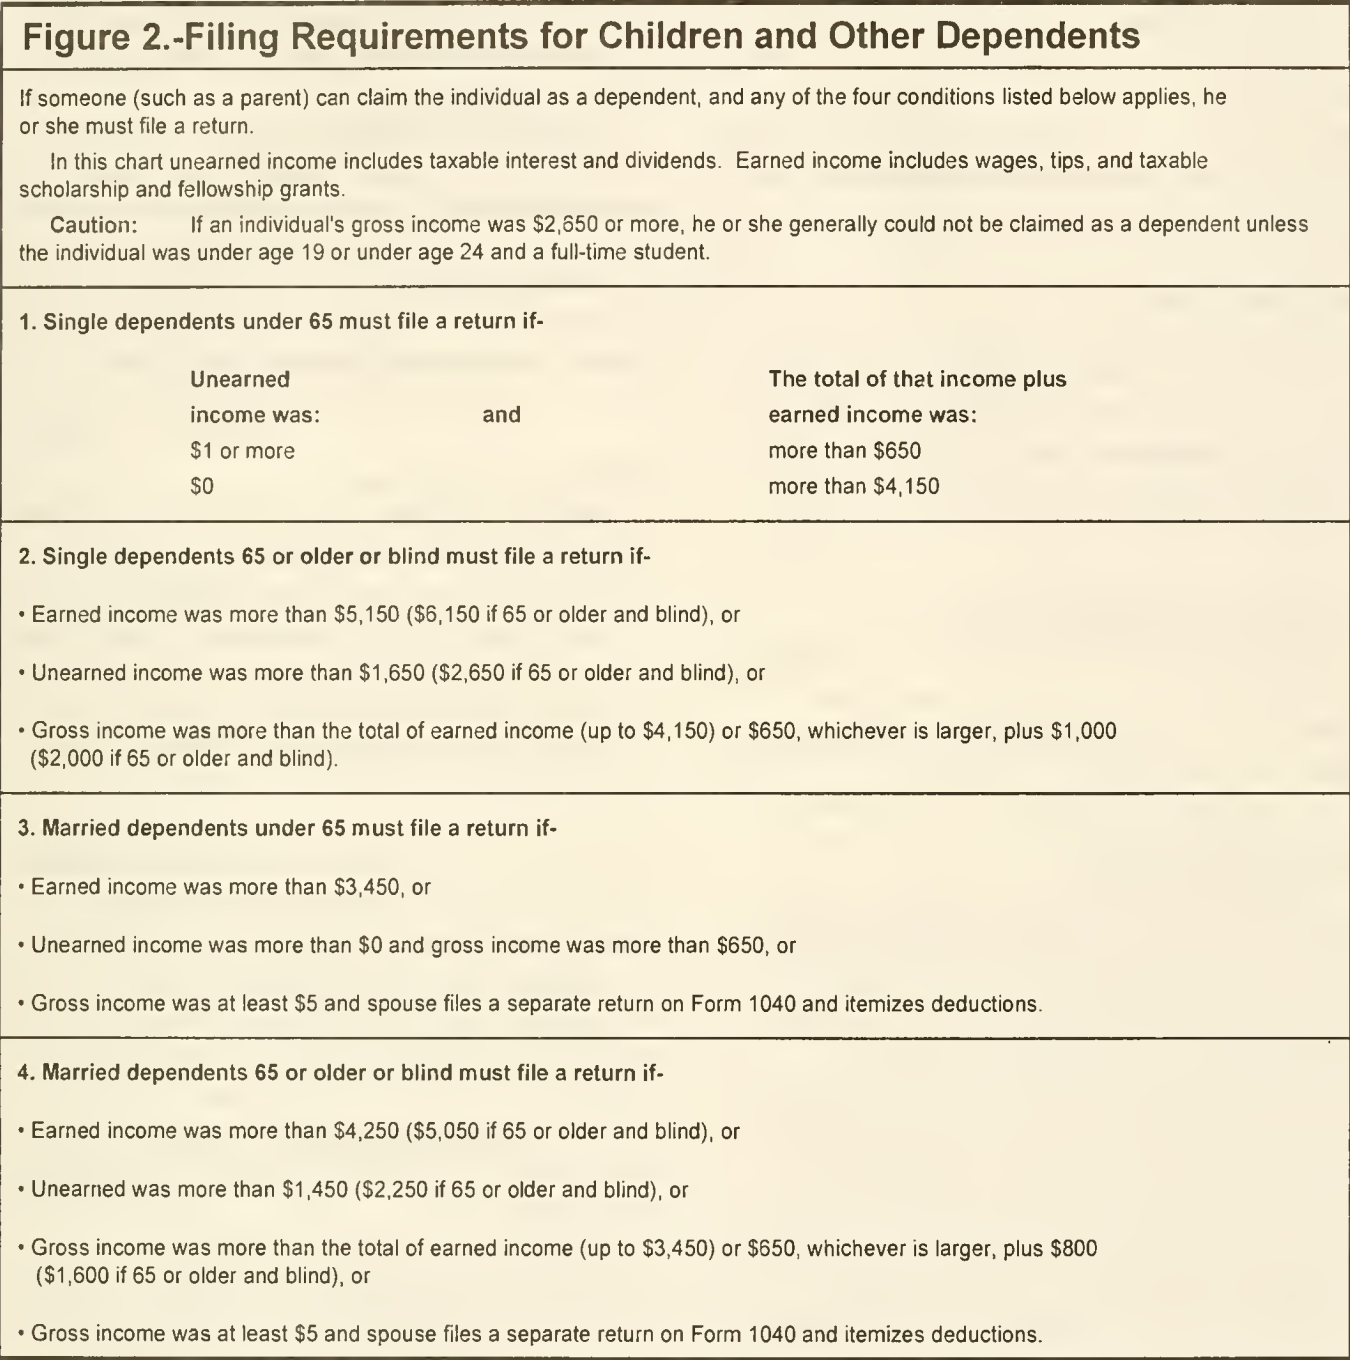 Figure 2.-Filing Requirements for Children and Other Dependents
If someone (such as a parent) can claim the individual as a dependent, and any of the four conditions listed below applies, he
or she must file a return.
In this chart unearned income includes taxable interest and dividends. Earned income includes wages, tips, and taxable
scholarship and fellowship grants.
Caution: If an individual's gross income was $2,650 or more, he or she generally could not be claimed as a dependent unless
the individual was under age 19 or under age 24 and a full-time student.
1. Single dependents under 65 must file a return if-
Unearned The total of that income plus
income was: and earned income was:
$1 or more more than $650
$0 more than $4,150
2. Single dependents 65 or older or blind must file a return if-
• Earned income was more than $5,150 ($6,150 if 65 or older and blind), or
• Unearned income was more than $1,650 ($2,650 if 65 or older and blind), or
• Gross income was more than the total of earned income (up to $4,150) or $650, whichever is larger, plus $1,000
($2,000 if 65 or older and blind).
3. Married dependents under 65 must file a return if-
• Earned income was more than $3,450, or
• Unearned income was more than $0 and gross income was more than $650, or
• Gross income was at least $5 and spouse files a separate return on Form 1040 and itemizes deductions.
4. Married dependents 65 or older or blind must file a return if-
• Earned income was more than $4,250 ($5,050 if 65 or older and blind), or
• Unearned was more than $1,450 ($2,250 if 65 or older and blind), or
• Gross income was more than the total of earned income (up to $3,450) or $650, whichever is larger, plus $800
($1,600 if 65 or older and blind), or
• Gross income was at least $5 and spouse files a separate return on Form 1040 and itemizes deductions.